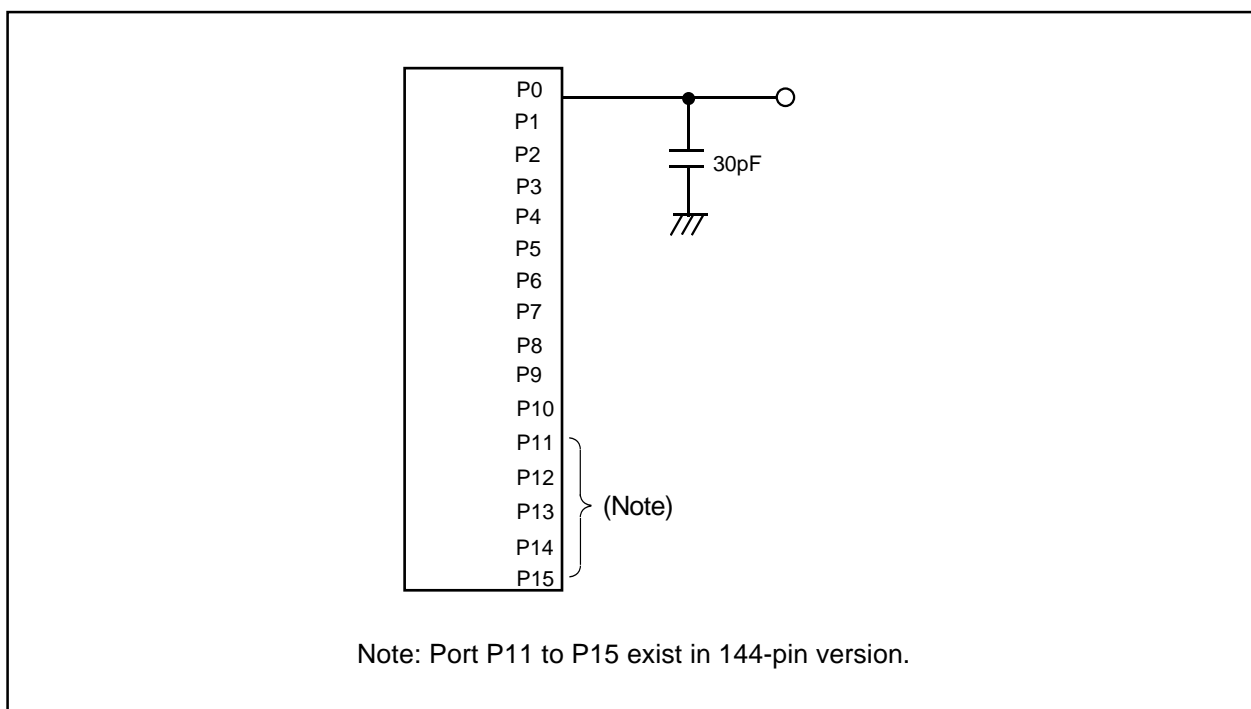 P0
P1
P2
30pF
P3
P4
P5
P6
P7
P8
P9
P10
P11
P12
P13
(Note)
P14
P15
Note: Port P11 to P15 exist in 144-pin version.